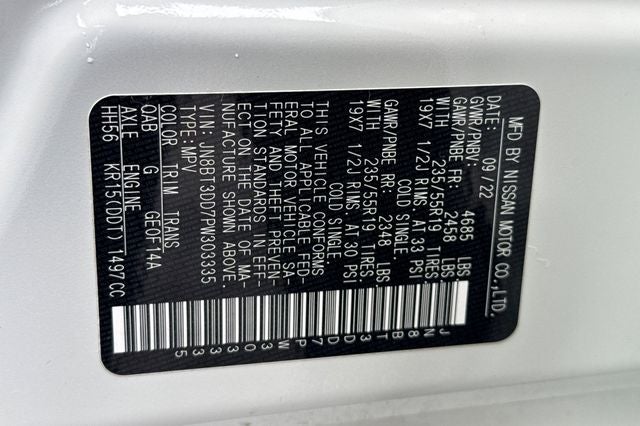 MFD BY NISSAN MOTOR CO.,LTD.
DATE: 09/22
GVWR/PNBV: 4685 LBS
GAWR/PNBE FR: 2458 LBS
WITH 235/55R19 TIRES
19X7 1/2J RIMS AT 33 PSI
COLD SINGLE.
GAWR/PNBE RR: 2348 LBS
WITH 235/55R19 TIRES
19X7 1/2J RIMS AT 30 PSI
COLD SINGLE.
THIS VEHICLE CONFORMS
TO ALL APPLICABLE FED-
ERAL MOTOR VEHICLE SA-
FETY AND THEFT PREVEN-
TION STANDARDS IN EFF-
ECT ON THE DATE OF MA-
NUFACTURE SHOWN ABOVE.
VIN: JN8BT3DD7PW303335
TYPE: MPV
COLOR TRIM TRANS
QAB G GE0F14A
AXLE ENGINE
HH56 KR15(DDT) 1497CC
JN8BT3DD7PW303335